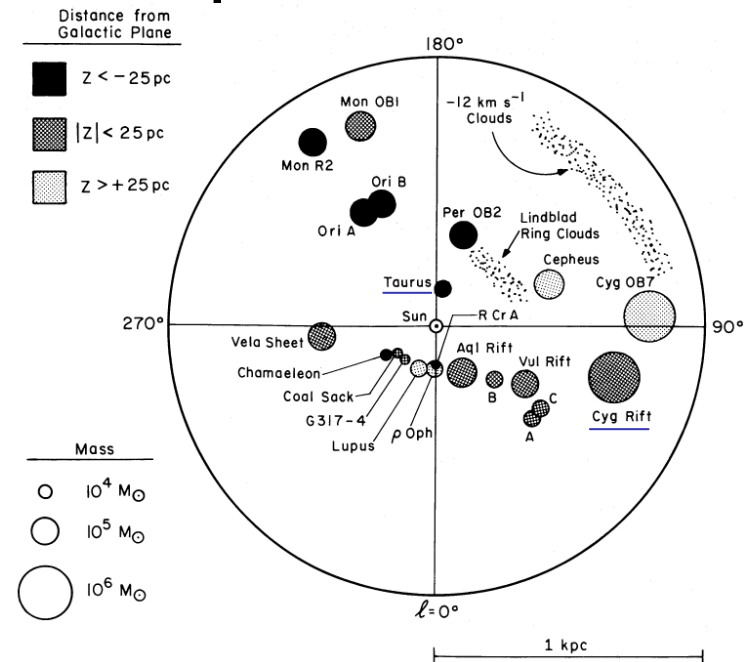 Distance from
Galactic Plane
Z < -25 pc
|Z| < 25 pc
Z > +25 pc
180°
Mon OB1
-12 km s⁻¹
Clouds
Mon R2
Ori B
Ori A
Per OB2
Lindblad
Ring Clouds
Cepheus
Taurus
Cyg OB7
Sun
R Cr A
270°
90°
Vela Sheet
Aql Rift
Vul Rift
Chamaeleon
Coal Sack
B
C
Cyg Rift
G317-4
A
Lupus
ρ Oph
Mass
10⁴ M☉
10⁵ M☉
10⁶ M☉
ℓ=0°
1 kpc